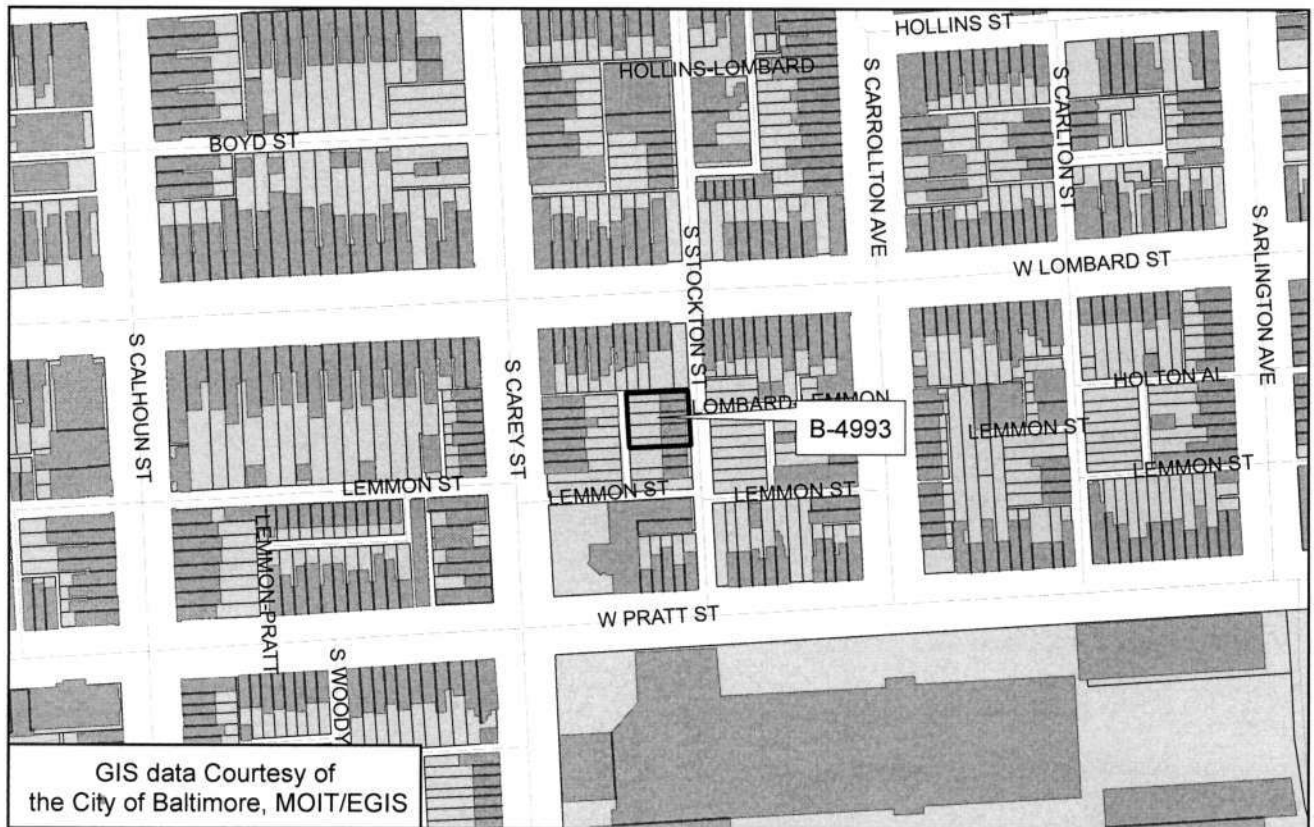 HOLLINS ST
HOLLINS-LOMBARD
S CARROLLTON AVE
S CARLTON ST
BOYD ST
S STOCKTON ST
W LOMBARD ST
S ARLINGTON AVE
S CALHOUN ST
S CAREY ST
HOLTON AL
LOMBARD-LEMMON
B-4993
LEMMON ST
LEMMON ST
LEMMON ST
LEMMON ST
LEMMON ST
LEMMON-PRATT
W PRATT ST
S WOODY
GIS data Courtesy of
the City of Baltimore, MOIT/EGIS